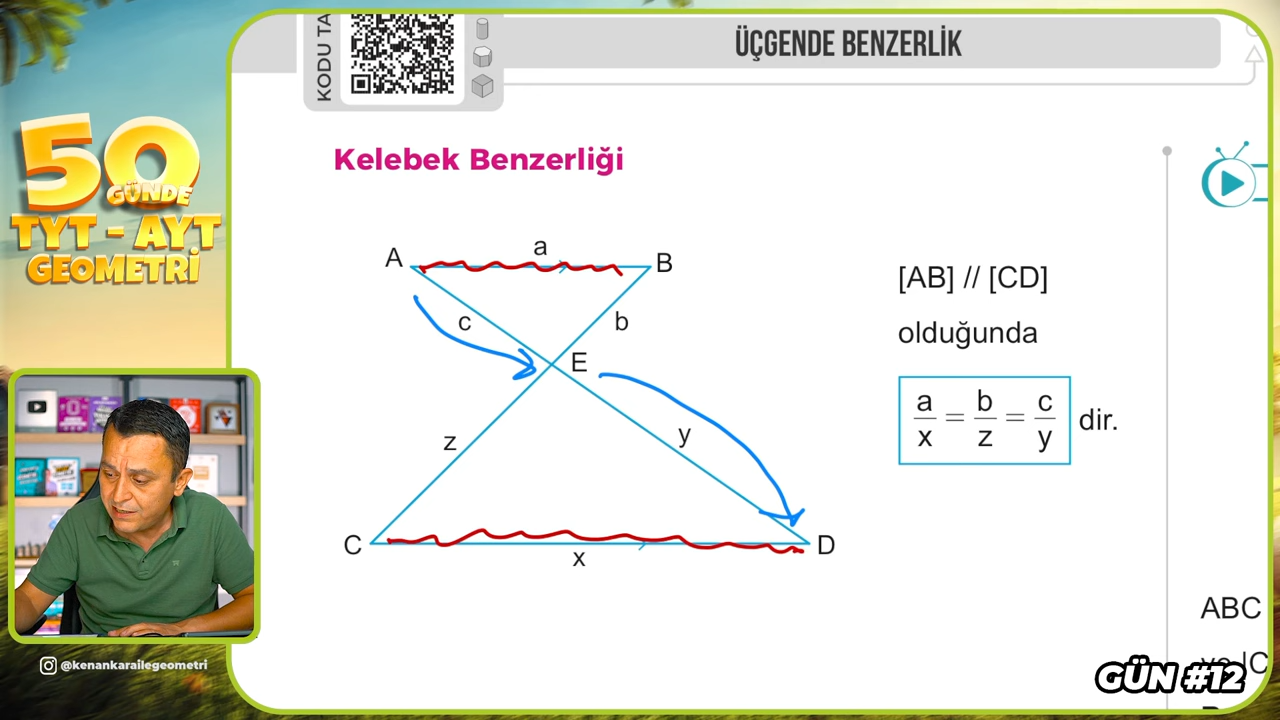 KODU TA
ÜÇGENDE BENZERLİK
50
GÜNDE
TYT - AYT
GEOMETRİ
Kelebek Benzerliği
A
a
B
c
b
E
z
y
C
x
D
[AB] // [CD]
olduğunda
a/x = b/z = c/y dir.
ABC
@kenankarailegeometri
GÜN #12